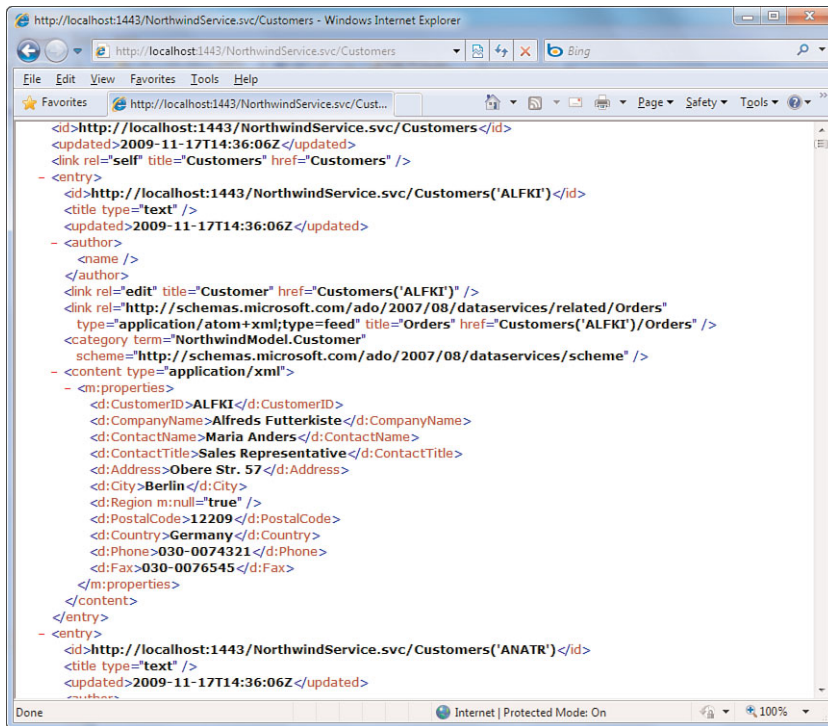 http://localhost:1443/NorthwindService.svc/Customers - Windows Internet Explorer
http://localhost:1443/NorthwindService.svc/Customers
Bing
File Edit View Favorites Tools Help
Favorites http://localhost:1443/NorthwindService.svc/Cust... Page Safety Tools
<id>http://localhost:1443/NorthwindService.svc/Customers</id>
<updated>2009-11-17T14:36:06Z</updated>
<link rel="self" title="Customers" href="Customers" />
- <entry>
<id>http://localhost:1443/NorthwindService.svc/Customers('ALFKI')</id>
<title type="text" />
<updated>2009-11-17T14:36:06Z</updated>
- <author>
<name />
</author>
<link rel="edit" title="Customer" href="Customers('ALFKI')" />
<link rel="http://schemas.microsoft.com/ado/2007/08/dataservices/related/Orders"
type="application/atom+xml;type=feed" title="Orders" href="Customers('ALFKI')/Orders" />
<category term="NorthwindModel.Customer"
scheme="http://schemas.microsoft.com/ado/2007/08/dataservices/scheme" />
- <content type="application/xml">
- <m:properties>
<d:CustomerID>ALFKI</d:CustomerID>
<d:CompanyName>Alfreds Futterkiste</d:CompanyName>
<d:ContactName>Maria Anders</d:ContactName>
<d:ContactTitle>Sales Representative</d:ContactTitle>
<d:Address>Obere Str. 57</d:Address>
<d:City>Berlin</d:City>
<d:Region m:null="true" />
<d:PostalCode>12209</d:PostalCode>
<d:Country>Germany</d:Country>
<d:Phone>030-0074321</d:Phone>
<d:Fax>030-0076545</d:Fax>
</m:properties>
</content>
</entry>
- <entry>
<id>http://localhost:1443/NorthwindService.svc/Customers('ANATR')</id>
<title type="text" />
<updated>2009-11-17T14:36:06Z</updated>
<author>
Done Internet | Protected Mode: On 100%